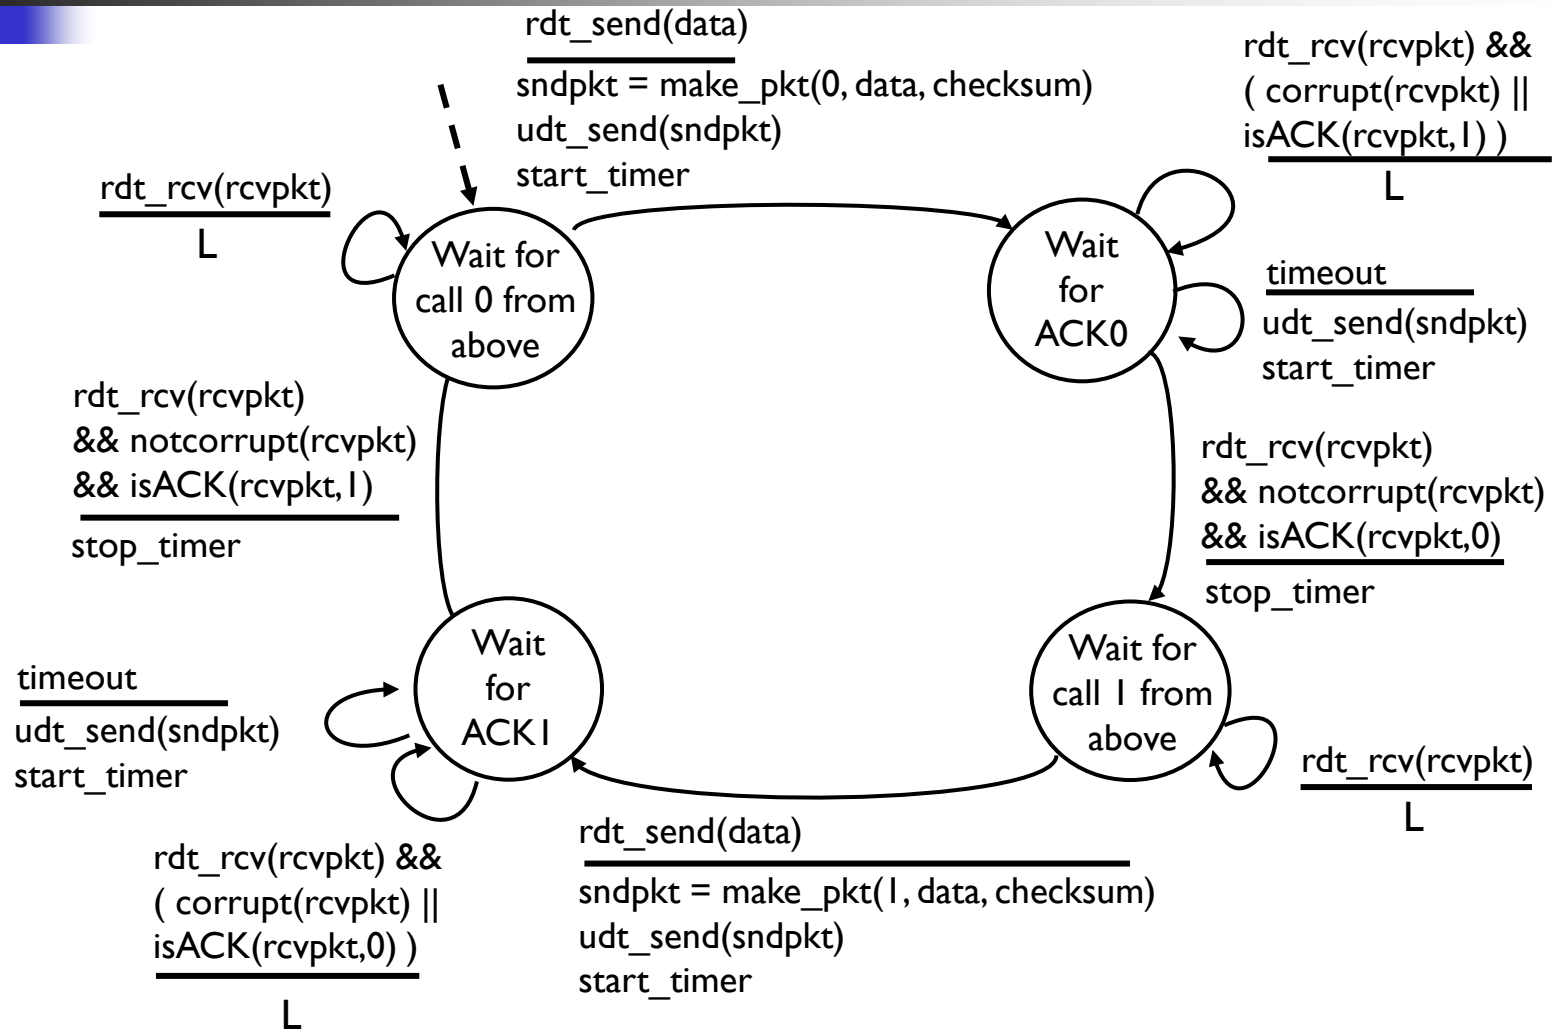 rdt_send(data)
sndpkt = make_pkt(0, data, checksum)
udt_send(sndpkt)
start_timer
rdt_rcv(rcvpkt) &&
( corrupt(rcvpkt) ||
isACK(rcvpkt,1) )
L
rdt_rcv(rcvpkt)
L
Wait for
call 0 from
above
Wait
for
ACK0
timeout
udt_send(sndpkt)
start_timer
rdt_rcv(rcvpkt)
&& notcorrupt(rcvpkt)
&& isACK(rcvpkt,1)
stop_timer
rdt_rcv(rcvpkt)
&& notcorrupt(rcvpkt)
&& isACK(rcvpkt,0)
stop_timer
Wait
for
ACK1
Wait for
call 1 from
above
timeout
udt_send(sndpkt)
start_timer
rdt_rcv(rcvpkt)
L
rdt_rcv(rcvpkt) &&
( corrupt(rcvpkt) ||
isACK(rcvpkt,0) )
L
rdt_send(data)
sndpkt = make_pkt(1, data, checksum)
udt_send(sndpkt)
start_timer